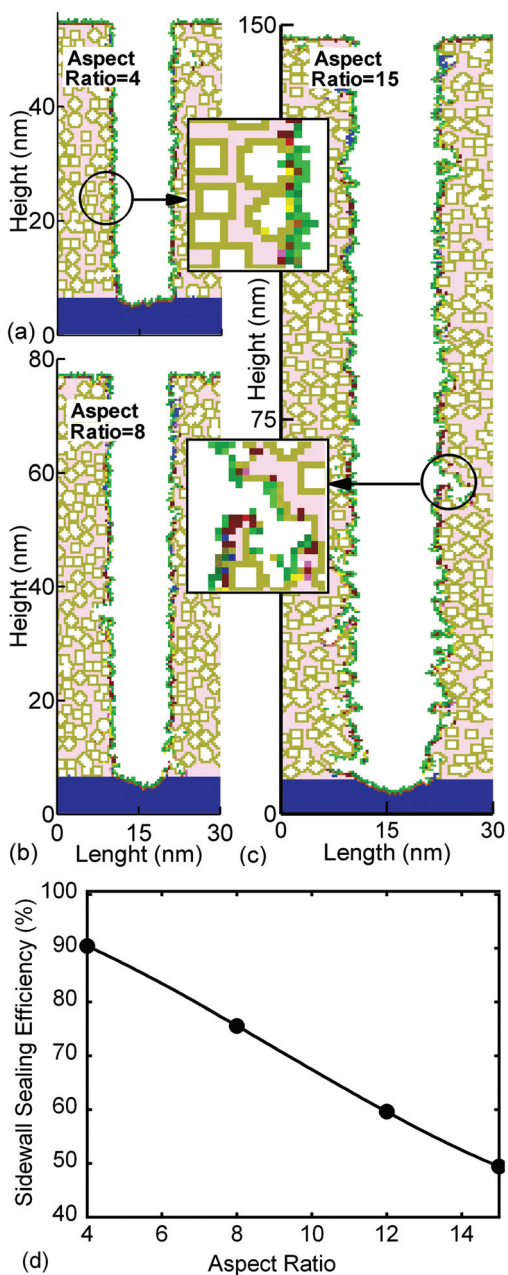 Aspect
Ratio=4
Height (nm)
40
20
0
(a)
Aspect
Ratio=8
Height (nm)
80
60
40
20
0
0
15
30
Lenght (nm)
(b)
150
Aspect
Ratio=15
Height (nm)
75
0
0
15
30
Length (nm)
(c)
Sidewall Sealing Efficiency (%)
100
90
80
70
60
50
40
4
6
8
10
12
14
Aspect Ratio
(d)